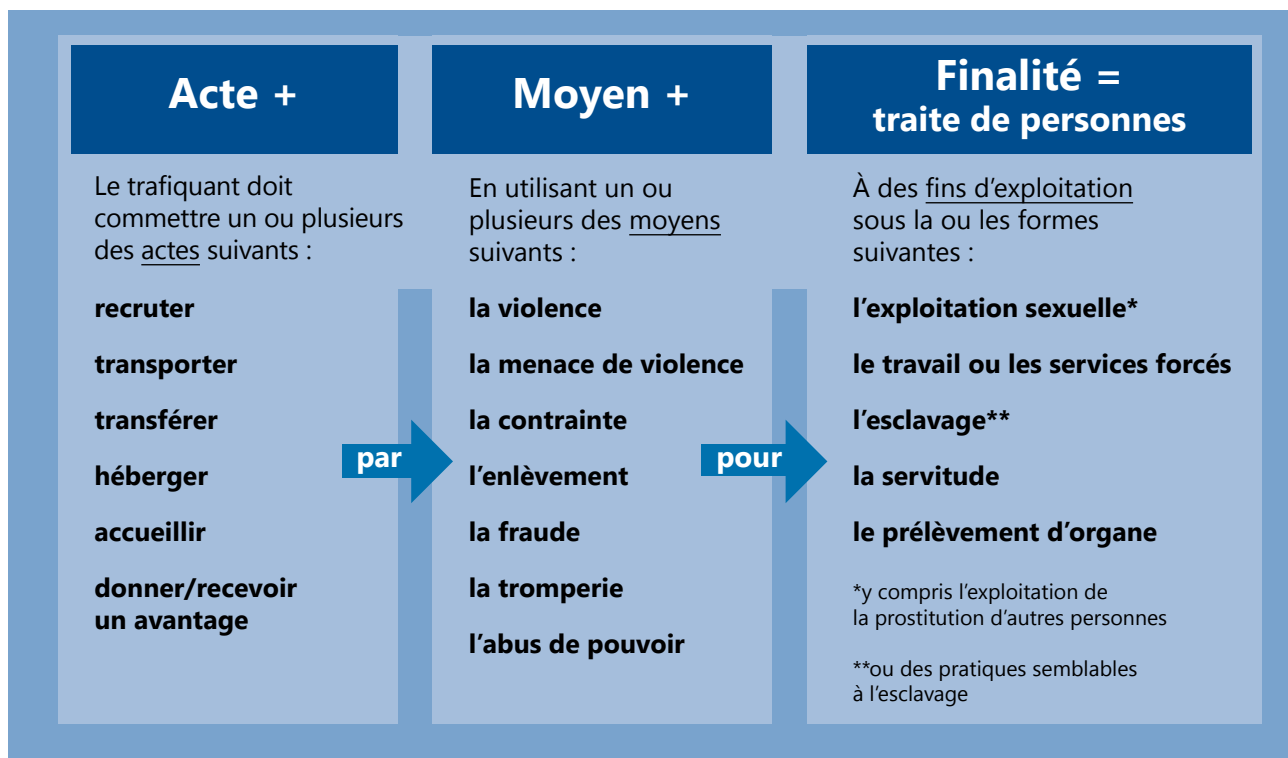 Acte +
Le trafiquant doit
commettre un ou plusieurs
des actes suivants :
recruter
transporter
transférer
héberger
accueillir
donner/recevoir
un avantage
par
Moyen +
En utilisant un ou
plusieurs des moyens
suivants :
la violence
la menace de violence
la contrainte
l’enlèvement
la fraude
la tromperie
l’abus de pouvoir
pour
Finalité =
traite de personnes
À des fins d’exploitation
sous la ou les formes
suivantes :
l’exploitation sexuelle*
le travail ou les services forcés
l’esclavage**
la servitude
le prélèvement d’organe
*y compris l’exploitation de
la prostitution d’autres personnes
**ou des pratiques semblables
à l’esclavage